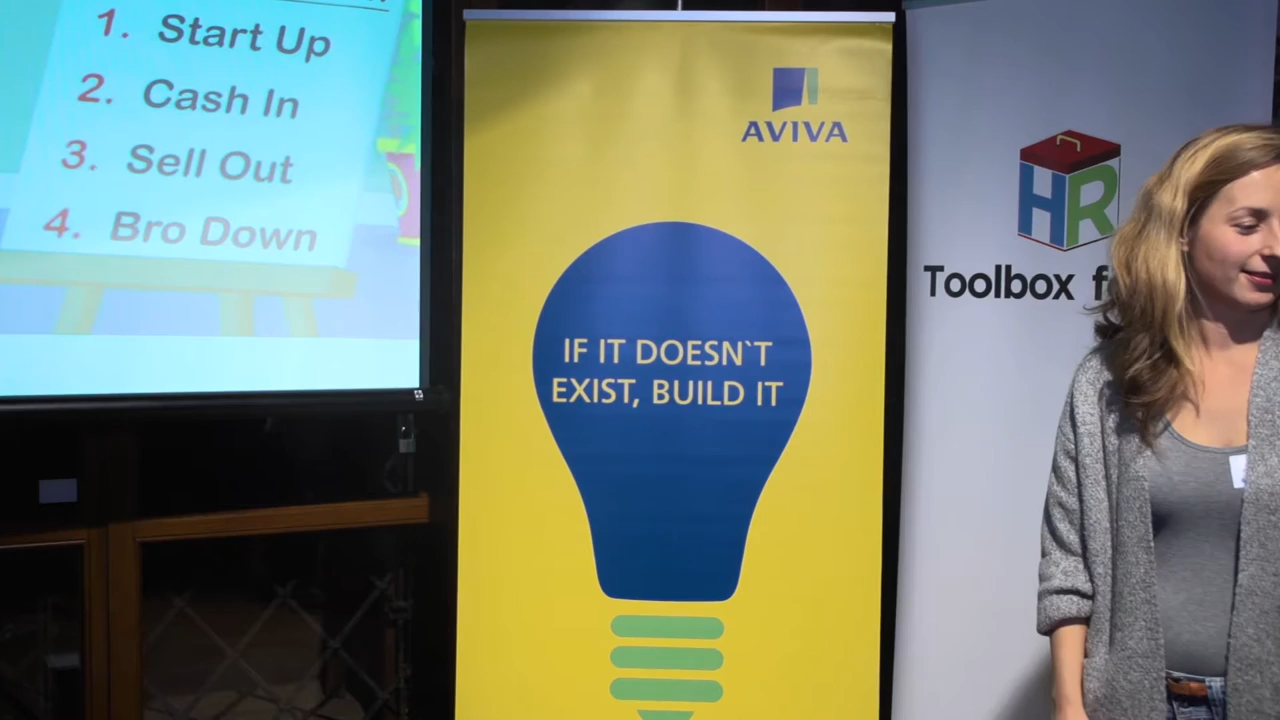 1. Start Up
2. Cash In
3. Sell Out
4. Bro Down
AVIVA
IF IT DOESN`T
EXIST, BUILD IT
HR
Toolbox